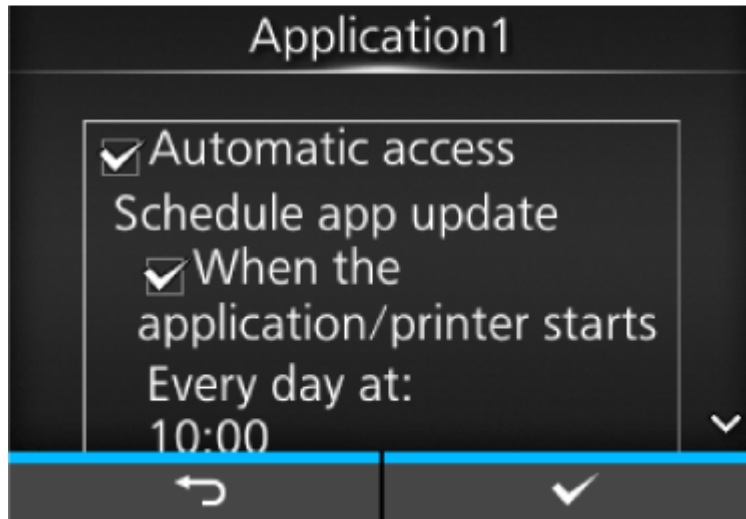 Application1
Automatic access
Schedule app update
When the
application/printer starts
Every day at:
10:00